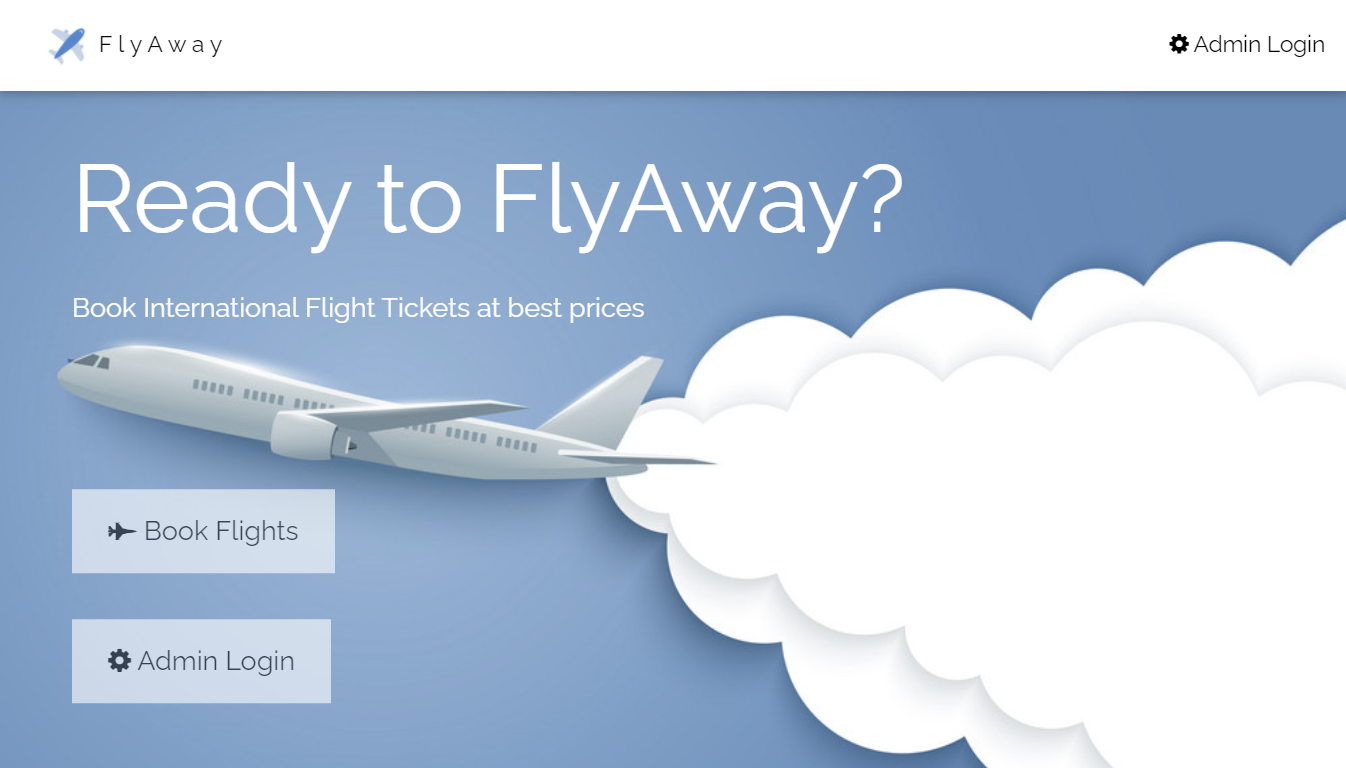 FlyAway
Admin Login
Ready to FlyAway?
Book International Flight Tickets at best prices
Book Flights
Admin Login